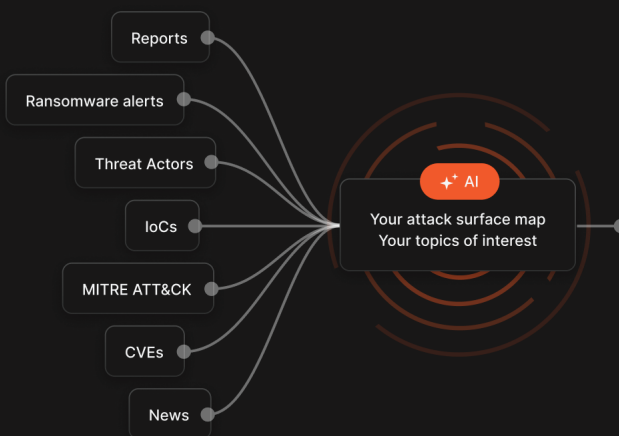 Reports
Ransomware alerts
Threat Actors
IoCs
MITRE ATT&CK
CVEs
News
AI
Your attack surface map
Your topics of interest